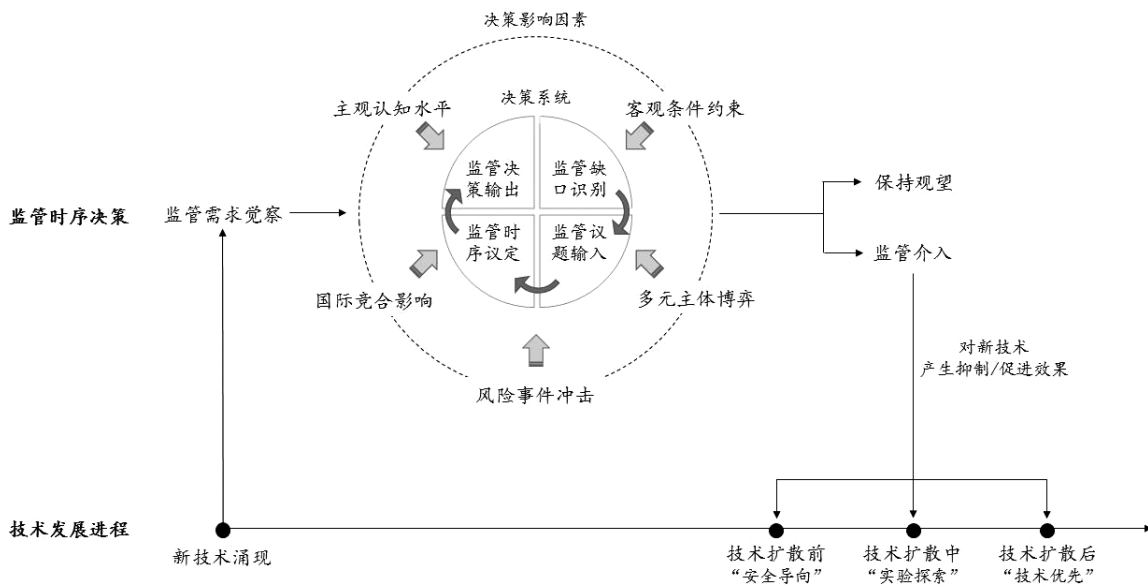 决策影响因素
主观认知水平
决策系统
客观条件约束
监管决
策输出
监管缺
口识别
监管时
序议定
监管议
题输入
国际竞合影响
多元主体博弈
风险事件冲击
监管时序决策
监管需求觉察
保持观望
监管介入
对新技术
产生抑制/促进效果
技术发展进程
新技术涌现
技术扩散前
“安全导向”
技术扩散中
“实验探索”
技术扩散后
“技术优先”